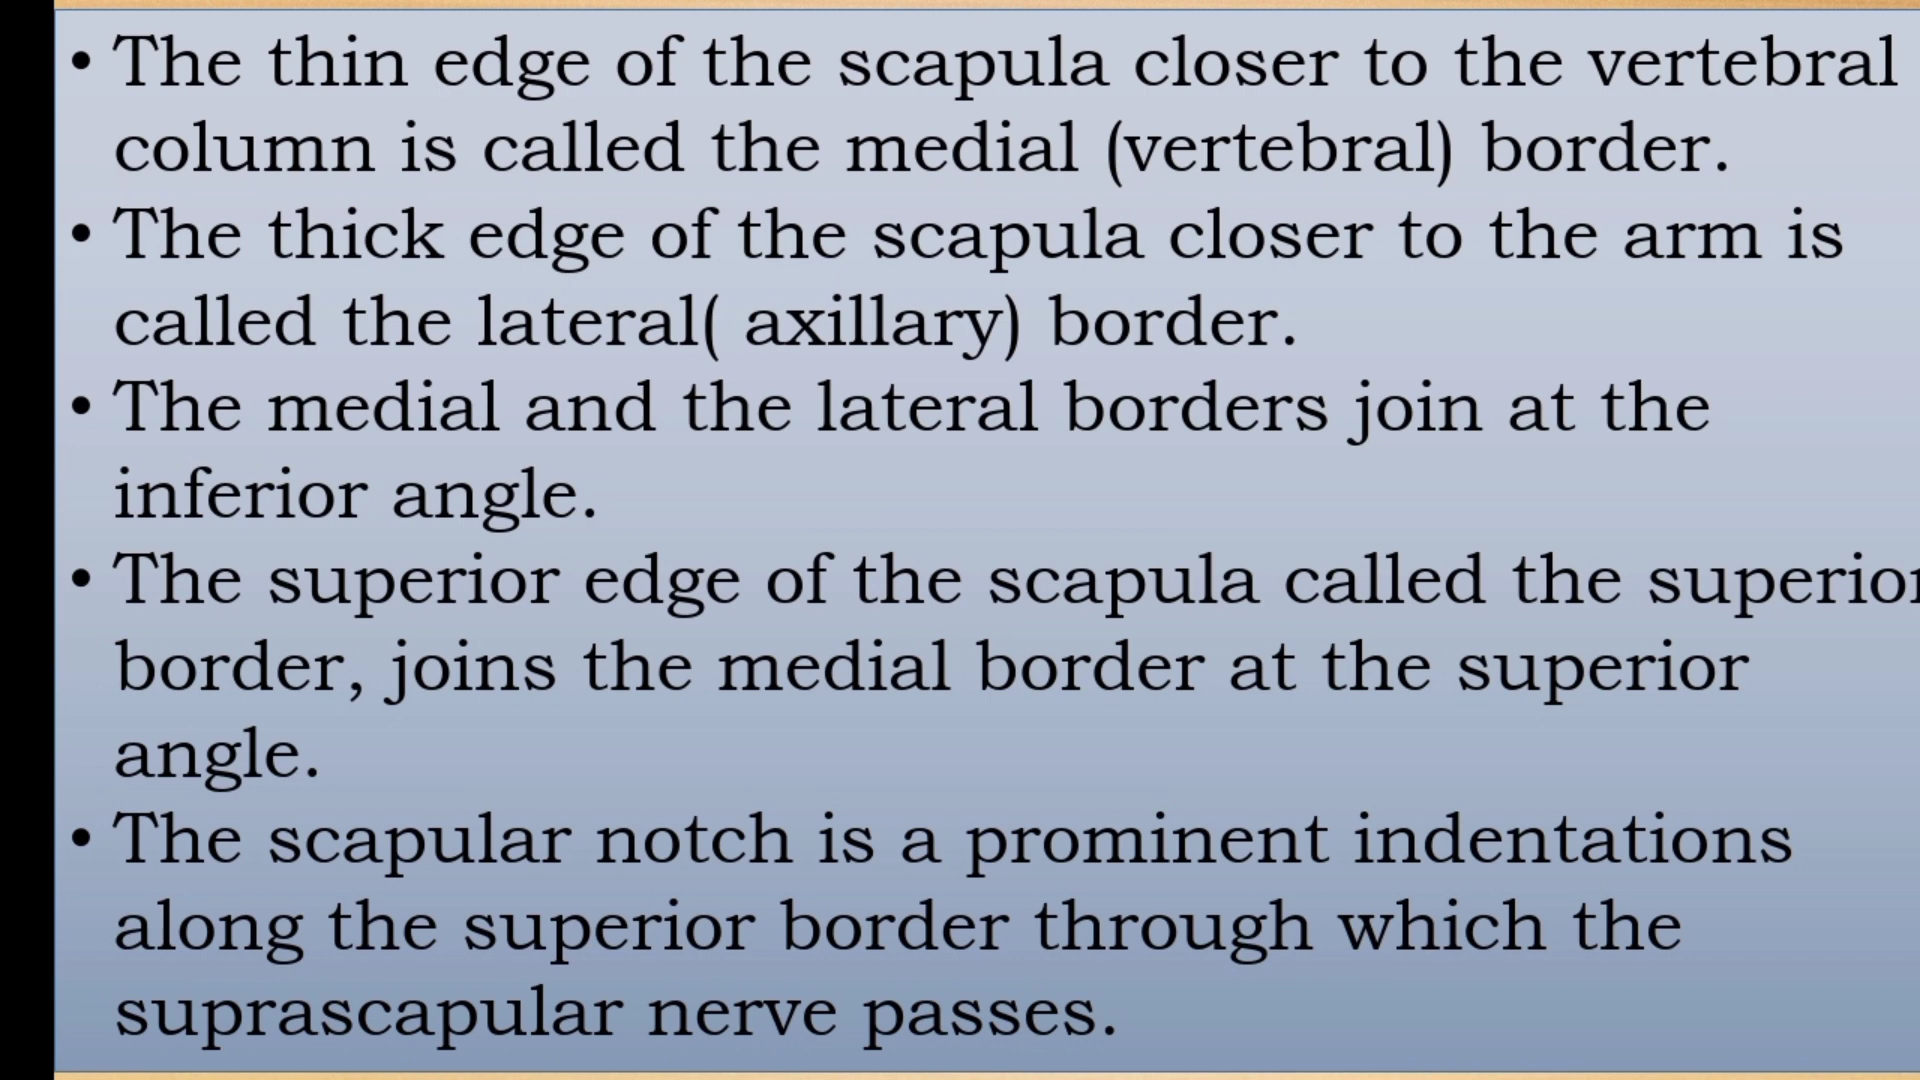 • The thin edge of the scapula closer to the vertebral
column is called the medial (vertebral) border.
• The thick edge of the scapula closer to the arm is
called the lateral( axillary) border.
• The medial and the lateral borders join at the
inferior angle.
• The superior edge of the scapula called the superior
border, joins the medial border at the superior
angle.
• The scapular notch is a prominent indentations
along the superior border through which the
suprascapular nerve passes.